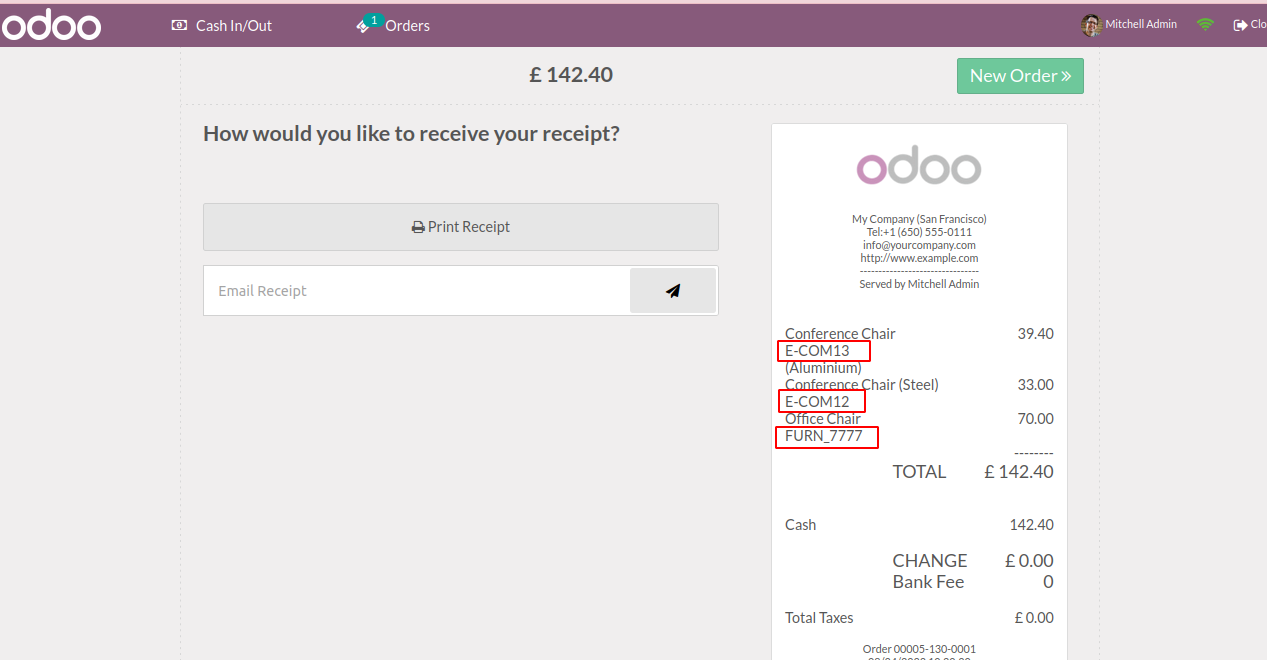 odoo
Cash In/Out
1
Orders
Mitchell Admin
Clo
£ 142.40
New Order
How would you like to receive your receipt?
Print Receipt
Email Receipt
odoo
My Company (San Francisco)
Tel:+1 (650) 555-0111
info@yourcompany.com
http://www.example.com
--------------------------------
Served by Mitchell Admin
Conference Chair 39.40
E-COM13
(Aluminium)
Conference Chair (Steel) 33.00
E-COM12
Office Chair 70.00
FURN_7777
--------
TOTAL £ 142.40
Cash 142.40
CHANGE £ 0.00
Bank Fee 0
Total Taxes £ 0.00
Order 00005-130-0001